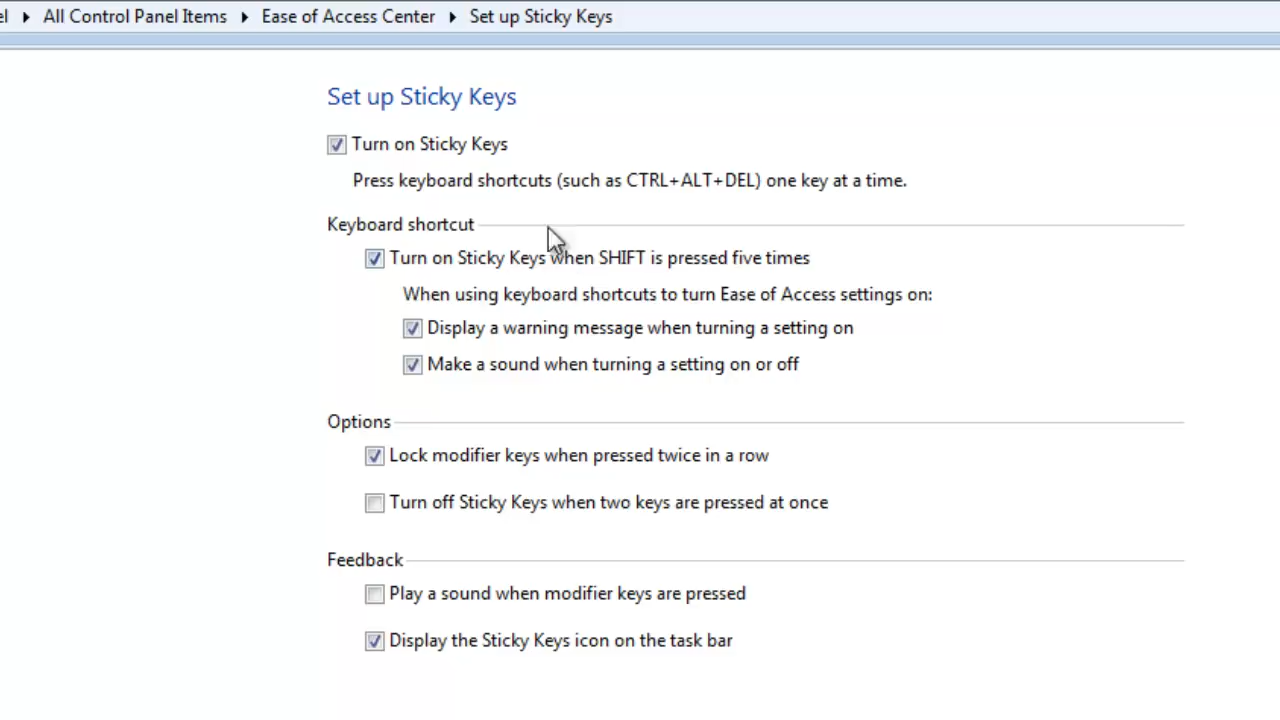 All Control Panel Items Ease of Access Center Set up Sticky Keys
Set up Sticky Keys
Turn on Sticky Keys
Press keyboard shortcuts (such as CTRL+ALT+DEL) one key at a time.
Keyboard shortcut
Turn on Sticky Keys when SHIFT is pressed five times
When using keyboard shortcuts to turn Ease of Access settings on:
Display a warning message when turning a setting on
Make a sound when turning a setting on or off
Options
Lock modifier keys when pressed twice in a row
Turn off Sticky Keys when two keys are pressed at once
Feedback
Play a sound when modifier keys are pressed
Display the Sticky Keys icon on the task bar